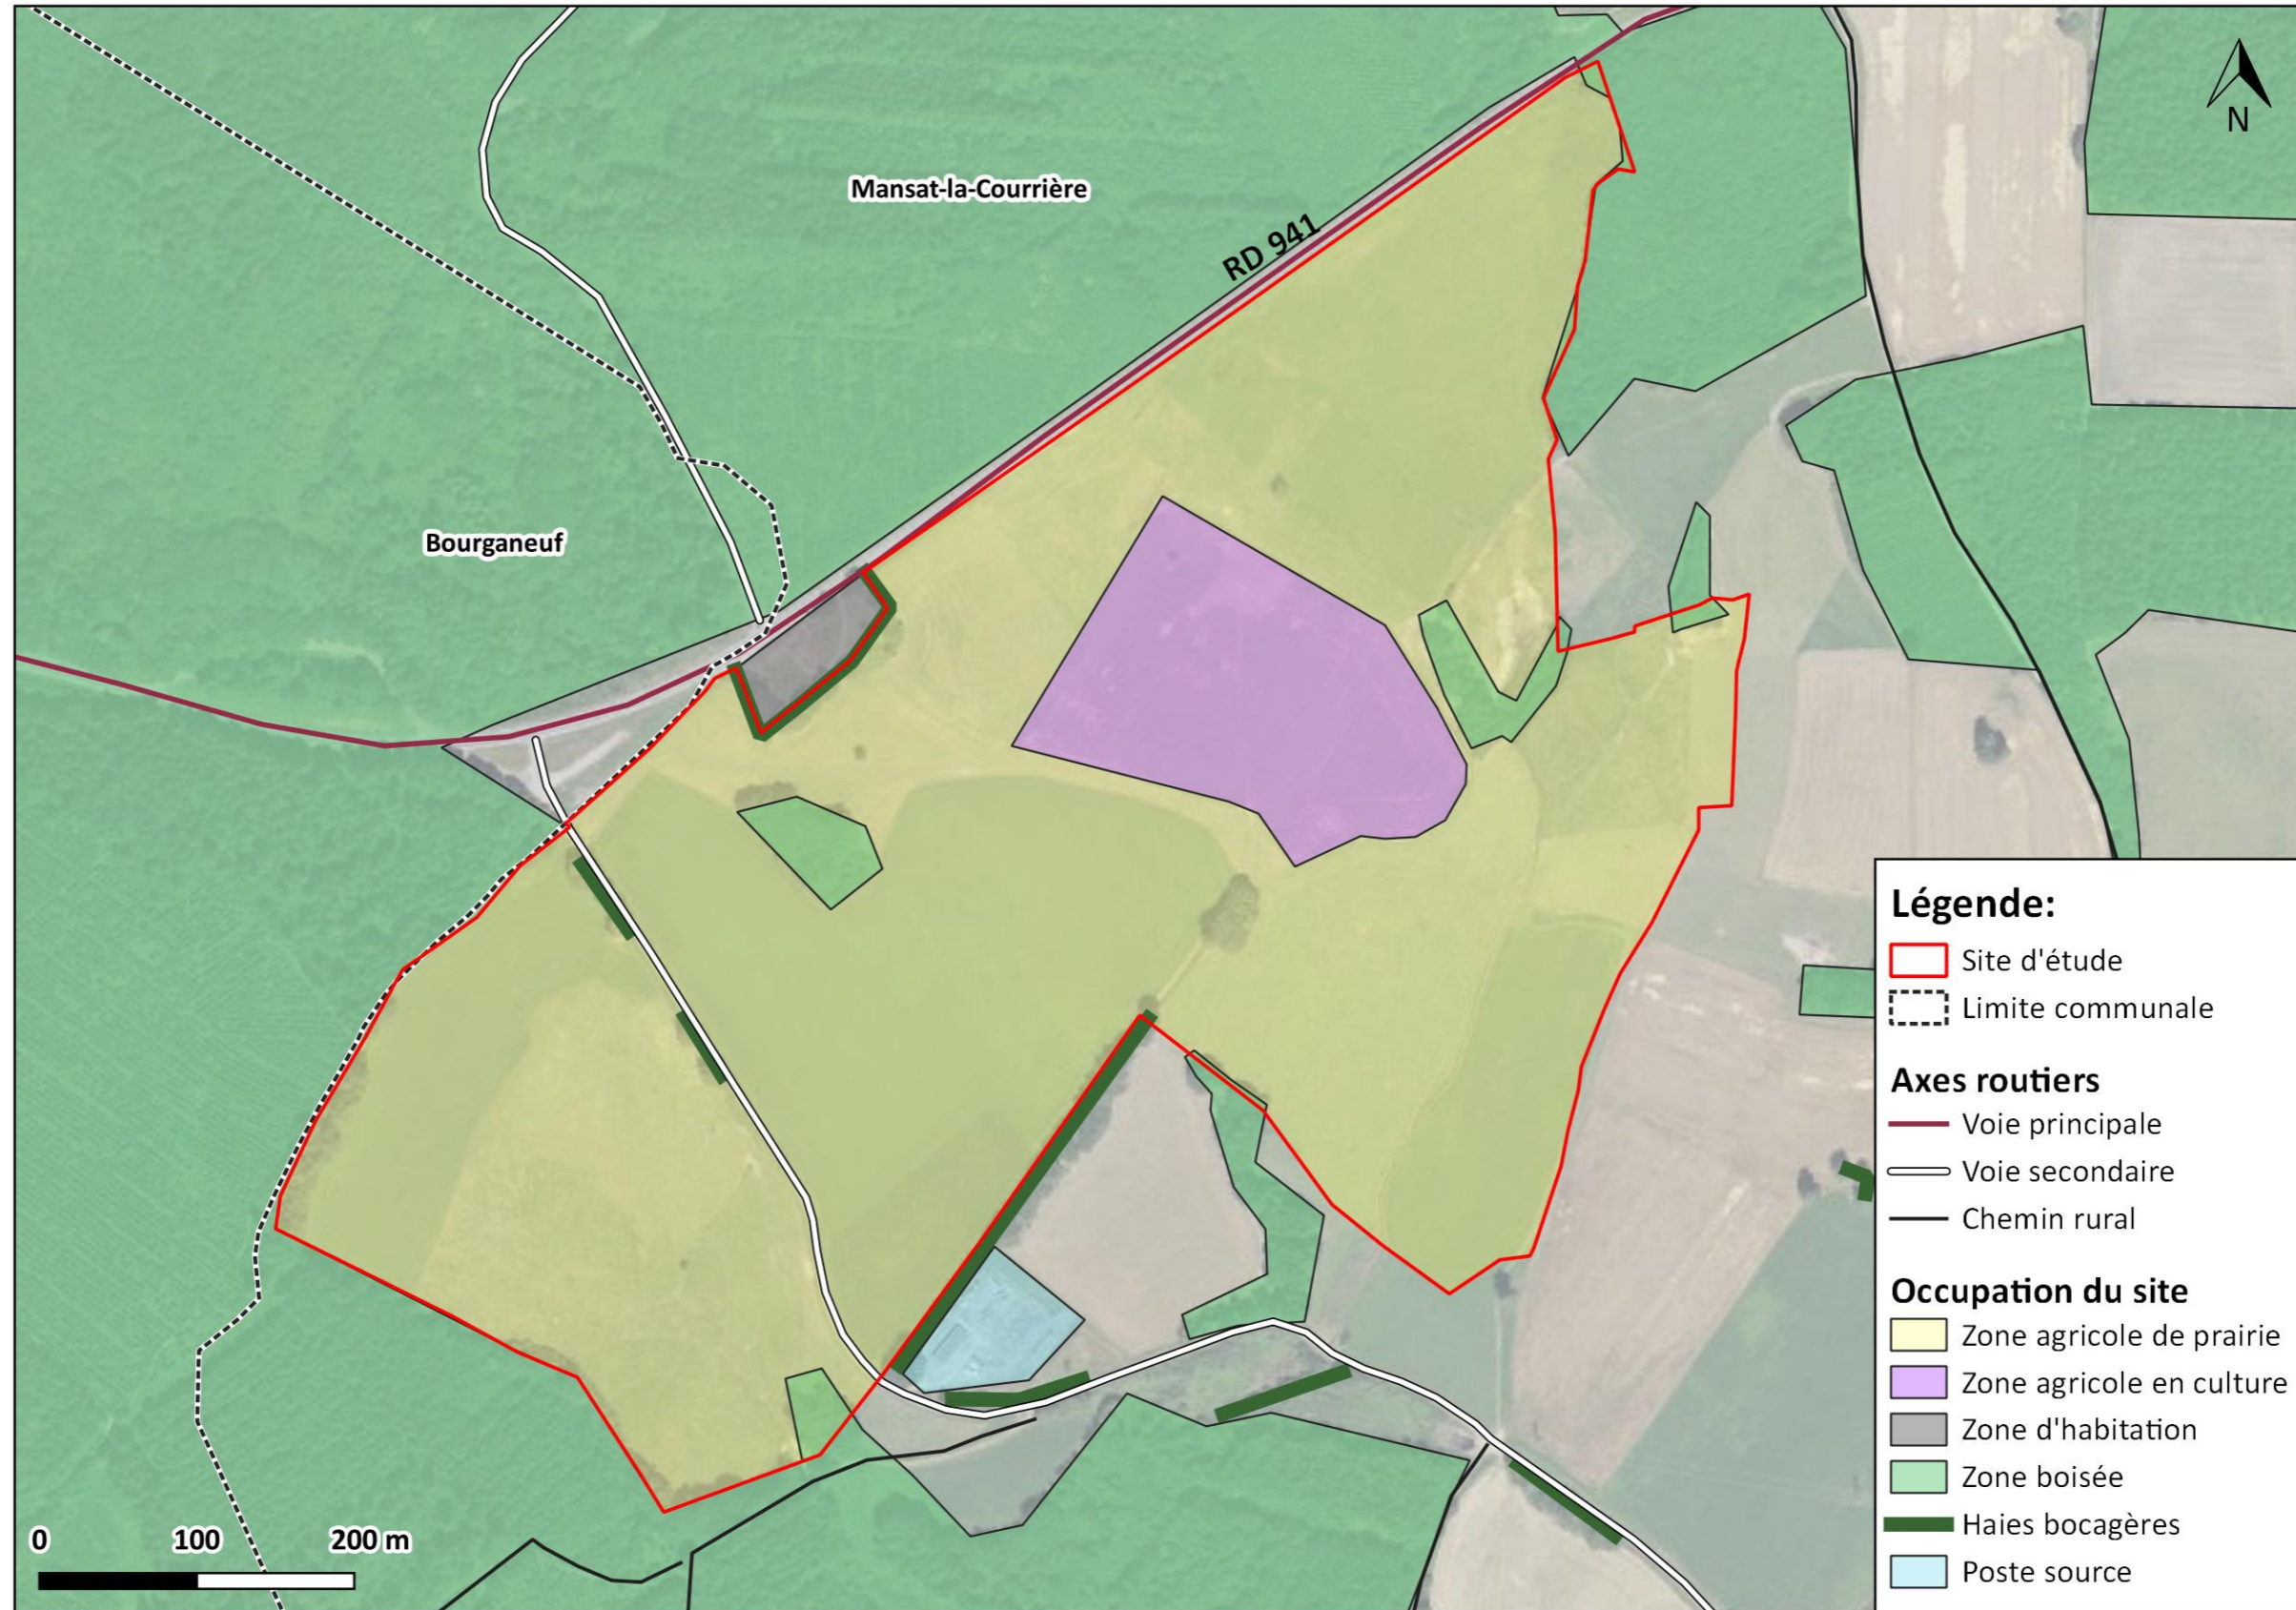 N
Mansat-la-Courrière
RD 941
Bourganeuf
Légende:
Site d'étude
Limite communale
Axes routiers
Voie principale
Voie secondaire
Chemin rural
Occupation du site
Zone agricole de prairie
Zone agricole en culture
Zone d'habitation
Zone boisée
Haies bocagères
Poste source
0 100 200 m